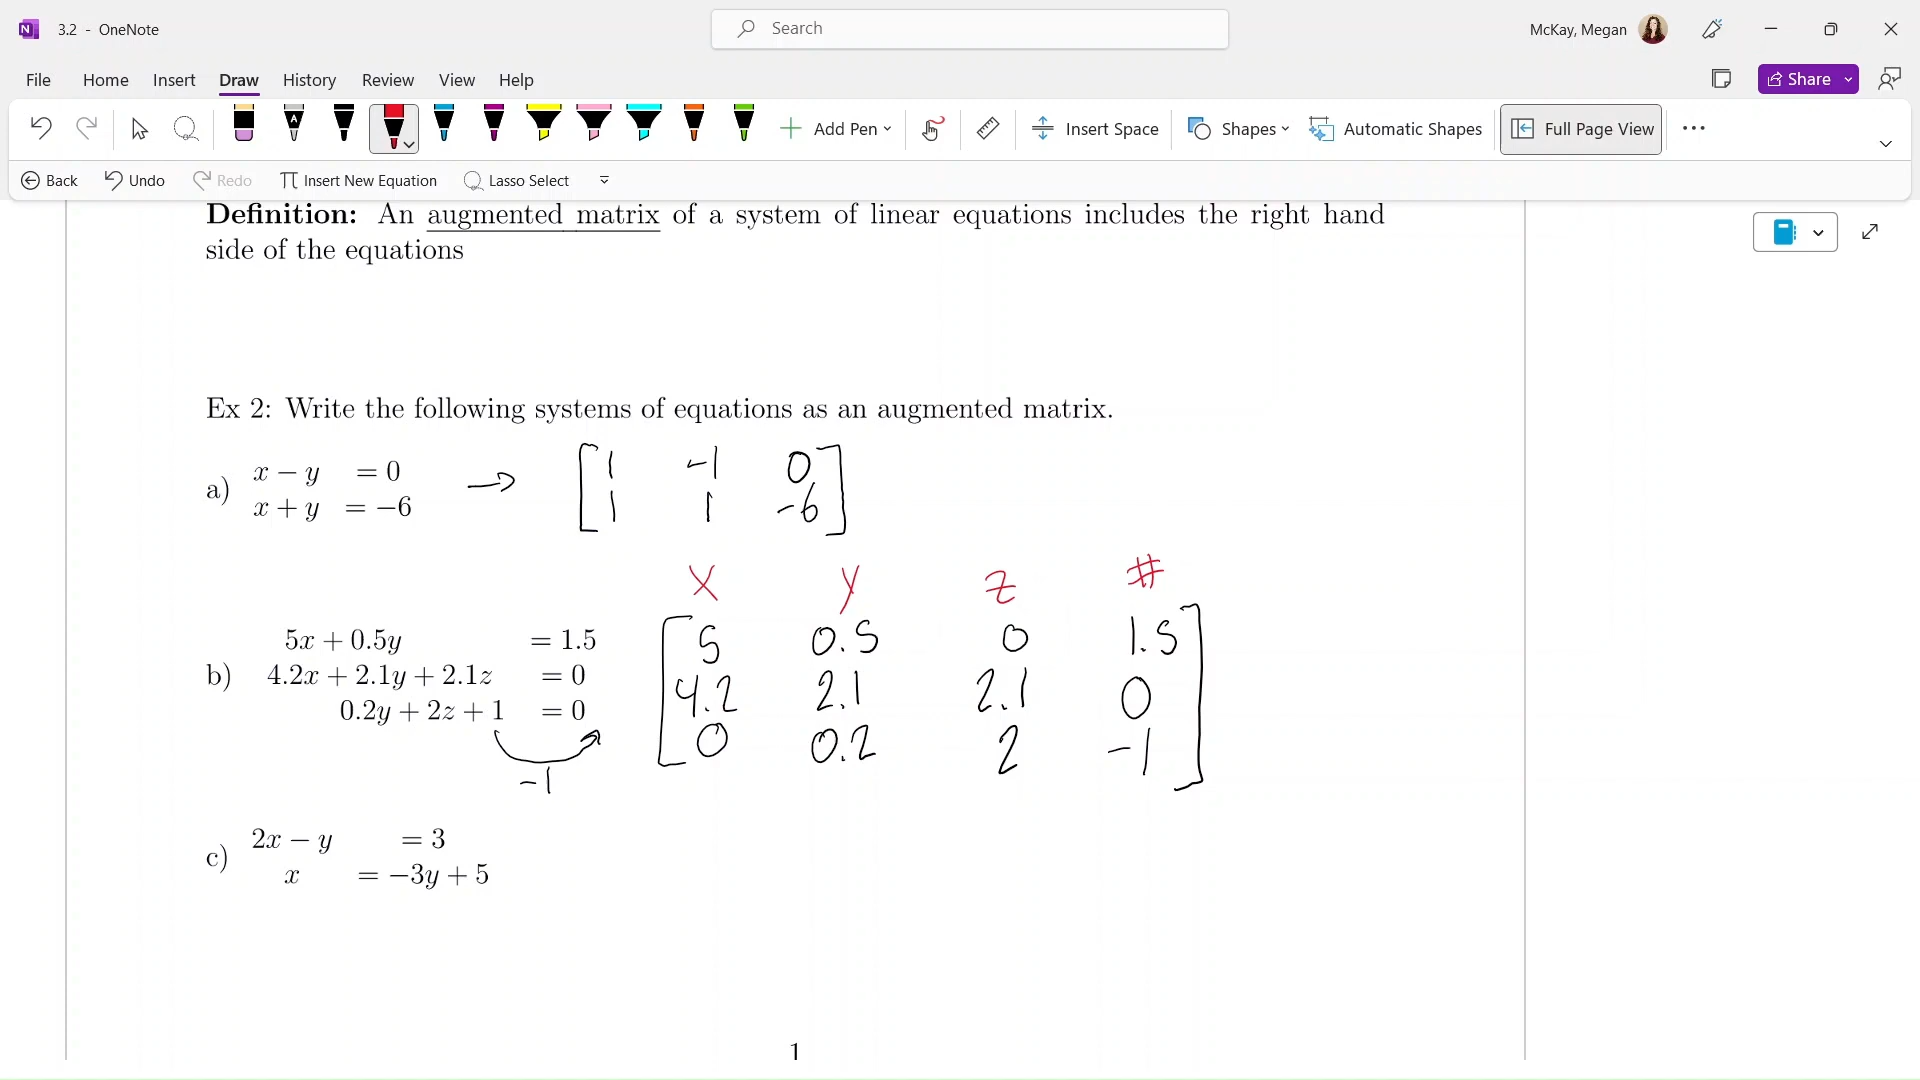 3.2 - OneNote
Search
McKay, Megan
File Home Insert Draw History Review View Help
Share
A
Add Pen
Insert Space
Shapes
Automatic Shapes
Full Page View
Back Undo Redo Insert New Equation Lasso Select
Definition: An augmented matrix of a system of linear equations includes the right hand
side of the equations
Ex 2: Write the following systems of equations as an augmented matrix.
a)
x − y = 0
x + y = −6
→
1 -1 0
1 1 -6
x y z #
b)
5x + 0.5y = 1.5
4.2x + 2.1y + 2.1z = 0
0.2y + 2z + 1 = 0
-1
5 0.5 0 1.5
4.2 2.1 2.1 0
0 0.2 2 -1
c)
2x − y = 3
x = −3y + 5
1